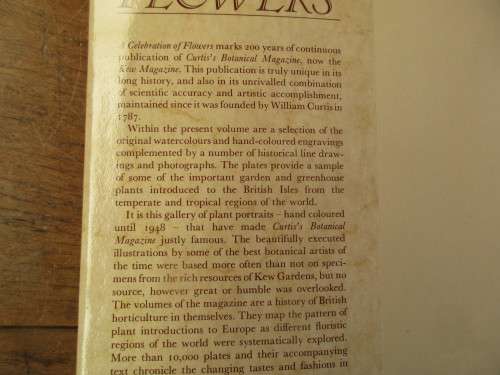 FLOWERS
A Celebration of Flowers marks 200 years of continuous
publication of Curtis's Botanical Magazine, now the
Kew Magazine. This publication is truly unique in its
long history, and also in its unrivalled combination
of scientific accuracy and artistic accomplishment,
maintained since it was founded by William Curtis in
1787.
Within the present volume are a selection of the
original watercolours and hand-coloured engravings
complemented by a number of historical line draw-
ings and photographs. The plates provide a sample
of some of the important garden and greenhouse
plants introduced to the British Isles from the
temperate and tropical regions of the world.
It is this gallery of plant portraits – hand coloured
until 1948 – that have made Curtis's Botanical
Magazine justly famous. The beautifully executed
illustrations by some of the best botanical artists of
the time were based more often than not on speci-
mens from the rich resources of Kew Gardens, but no
source, however great or humble was overlooked.
The volumes of the magazine are a history of British
horticulture in themselves. They map the pattern of
plant introductions to Europe as different floristic
regions of the world were systematically explored.
More than 10,000 plates and their accompanying
text chronicle the changing tastes and fashions in